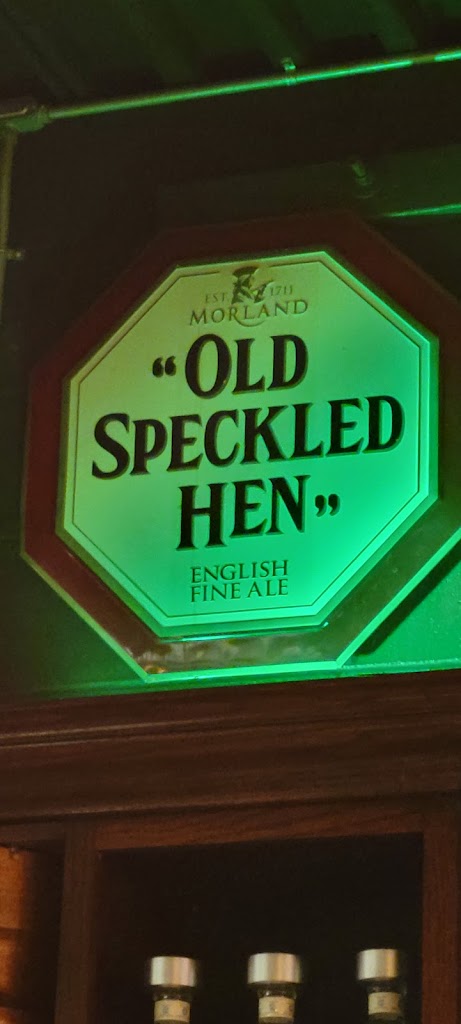 EST. 1711
MORLAND
“OLD
SPECKLED
HEN”
ENGLISH
FINE ALE